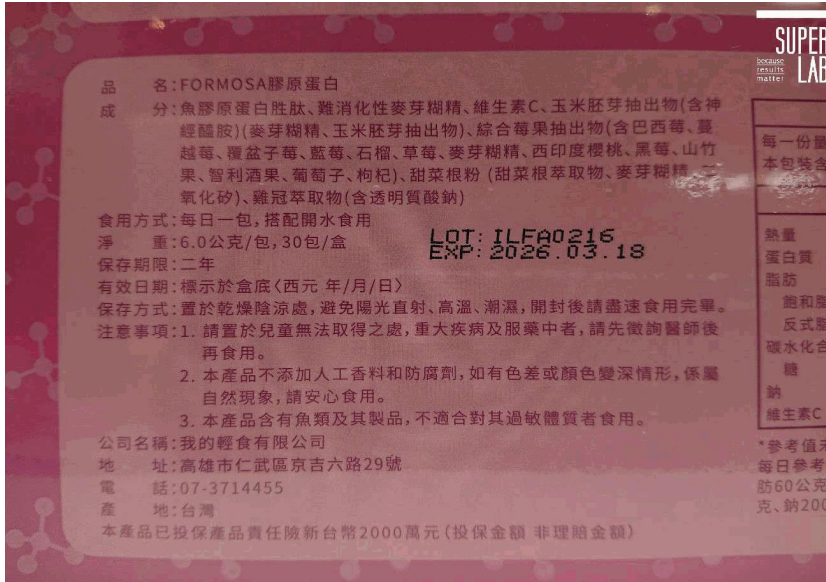 SUPER
because
results
matter
LAB
品 名:FORMOSA膠原蛋白
成 分:魚膠原蛋白胜肽、難消化性麥芽糊精、維生素C、玉米胚芽抽出物(含神
經醯胺)(麥芽糊精、玉米胚芽抽出物)、綜合莓果抽出物(含巴西莓、蔓
越莓、覆盆子莓、藍莓、石榴、草莓、麥芽糊精、西印度櫻桃、黑莓、山竹
果、智利酒果、葡萄子、枸杞)、甜菜根粉 (甜菜根萃取物、麥芽糊精、二
氧化矽)、雞冠萃取物(含透明質酸鈉)
食用方式:每日一包,搭配開水食用
淨 重:6.0公克/包,30包/盒
LOT: ILFA0216
EXP: 2026.03.18
保存期限:二年
有效日期:標示於盒底〈西元 年/月/日〉
保存方式:置於乾燥陰涼處,避免陽光直射、高溫、潮濕,開封後請盡速食用完畢。
注意事項:1. 請置於兒童無法取得之處,重大疾病及服藥中者,請先徵詢醫師後
再食用。
2. 本產品不添加人工香料和防腐劑,如有色差或顏色變深情形,係屬
自然現象,請安心食用。
3. 本產品含有魚類及其製品,不適合對其過敏體質者食用。
公司名稱:我的輕食有限公司
地 址:高雄市仁武區京吉六路29號
電 話:07-3714455
產 地:台灣
本產品已投保產品責任險新台幣2000萬元(投保金額 非理賠金額)
每一份量
本包裝含
熱量
蛋白質
脂肪
飽和脂
反式脂
碳水化合
糖
鈉
維生素C
*參考值未
每日參考
肪60公克
克、鈉200